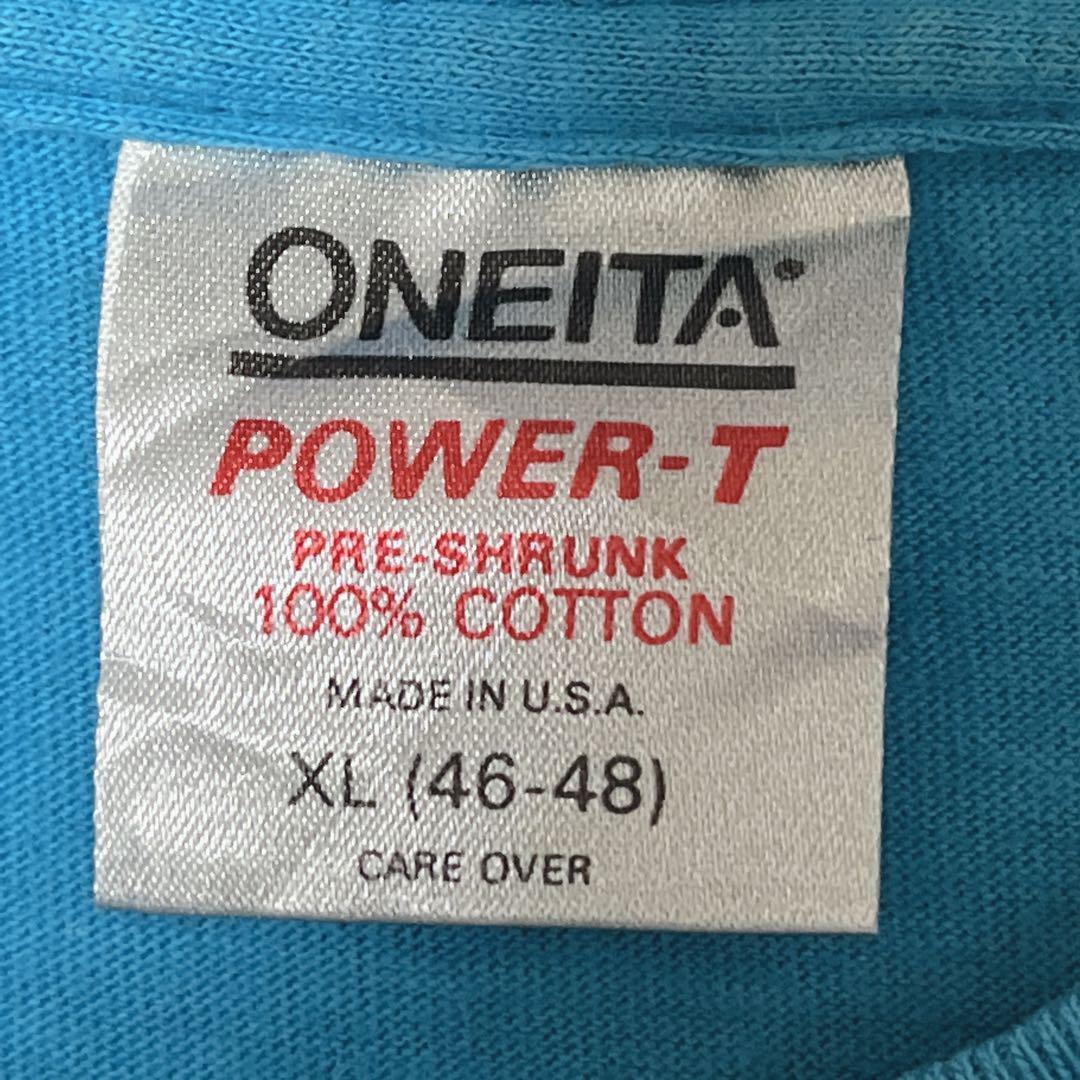 ONEITA
POWER-T
PRE-SHRUNK
100% COTTON
MADE IN U.S.A.
XL (46-48)
CARE OVER